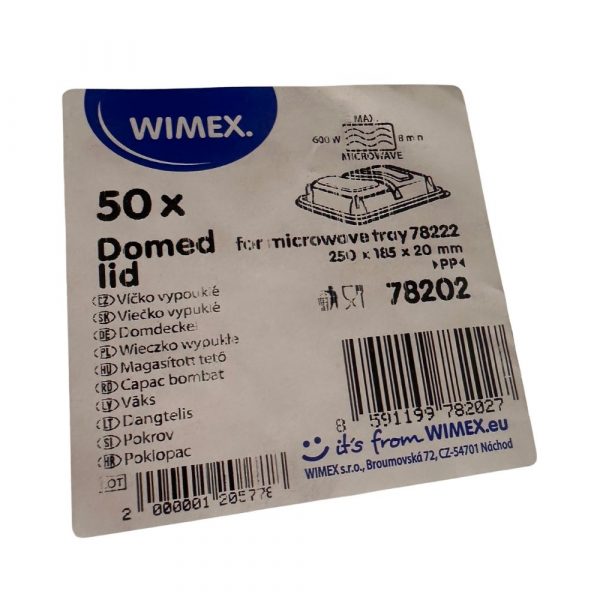 WIMEX.
MAX
600 W 8 min
MICROWAVE
50 x
Domed lid
for microwave tray 78222
250 x 185 x 20 mm
PP
78202
CZ Víčko vypouklé
SK Viečko vypuklé
DE Domdeckel
PL Wieczko wypukłe
HU Magasított tető
RO Capac bombat
LV Vāks
LT Dangtelis
SI Pokrov
HR Poklopac
LOT
2 000001 205778
8 591199 782027
it's from WIMEX.eu
WIMEX s.r.o., Broumovská 72, CZ-54701 Náchod